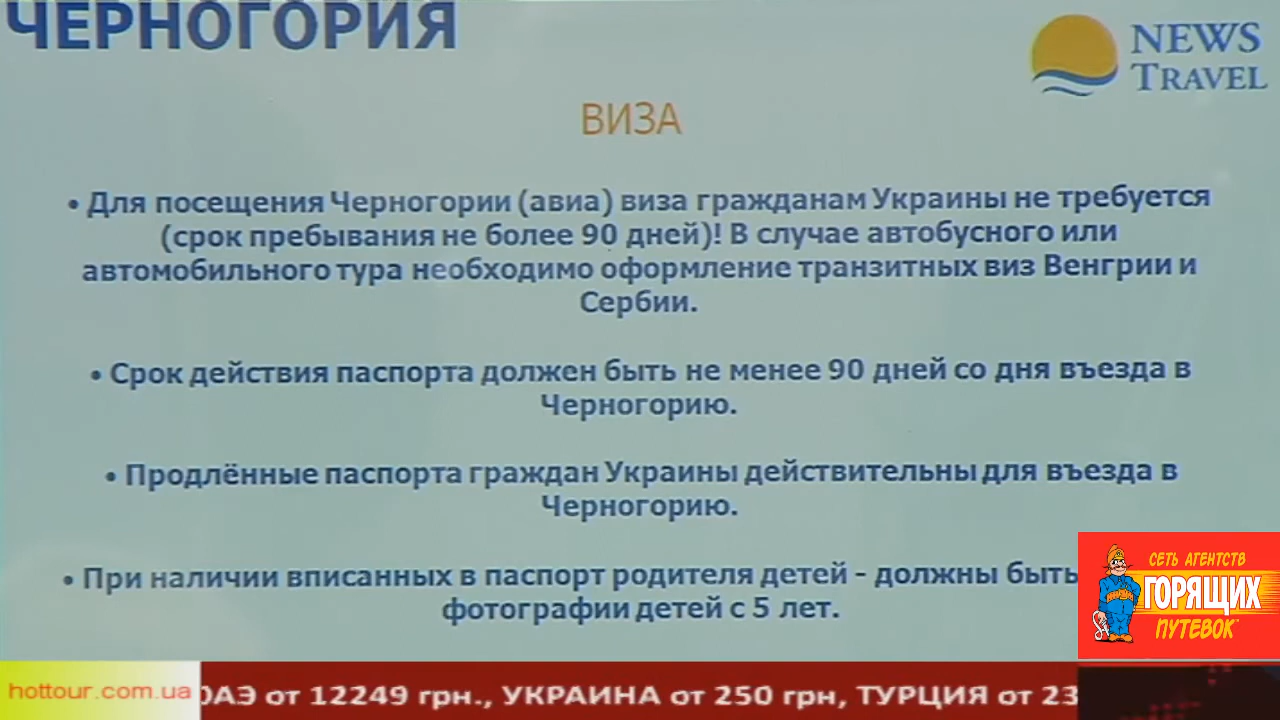 ЧЕРНОГОРИЯ
NEWS
TRAVEL
ВИЗА
• Для посещения Черногории (авиа) виза гражданам Украины не требуется
(срок пребывания не более 90 дней)! В случае автобусного или
автомобильного тура необходимо оформление транзитных виз Венгрии и
Сербии.
• Срок действия паспорта должен быть не менее 90 дней со дня въезда в
Черногорию.
• Продлённые паспорта граждан Украины действительны для въезда в
Черногорию.
• При наличии вписанных в паспорт родителя детей - должны быть
фотографии детей с 5 лет.
СЕТЬ АГЕНТСТВ
ГОРЯЩИХ
ПУТЕВОК
hottour.com.ua
ОАЭ от 12249 грн., УКРАИНА от 250 грн, ТУРЦИЯ от 23